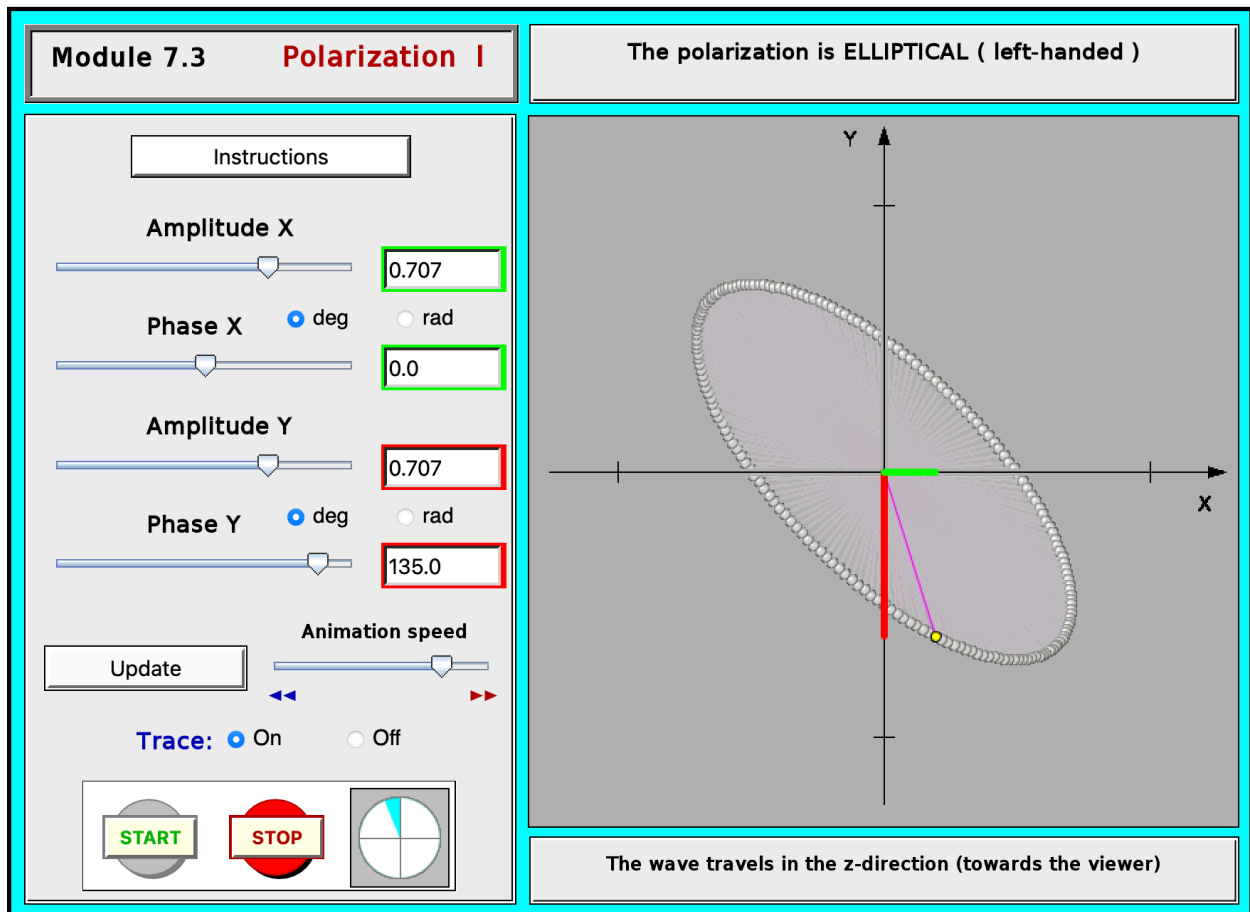 Module 7.3 Polarization I
The polarization is ELLIPTICAL ( left-handed )
Instructions
Amplitude X
0.707
Phase X deg rad
0.0
Amplitude Y
0.707
Phase Y deg rad
135.0
Animation speed
Update
Trace: On Off
START STOP
Y
X
The wave travels in the z-direction (towards the viewer)